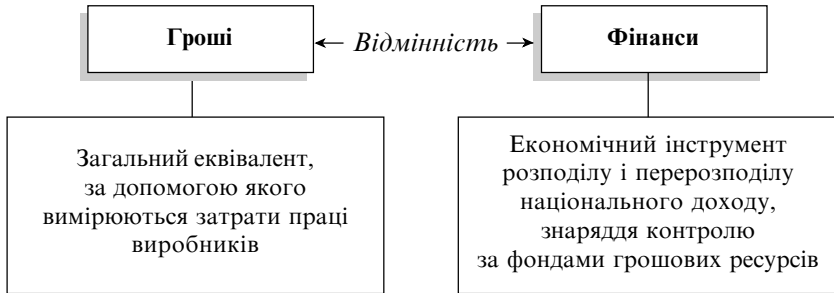 Гроші
Відмінність
Фінанси
Загальний еквівалент,
за допомогою якого
вимірюються затрати праці
виробників
Економічний інструмент
розподілу і перерозподілу
національного доходу,
знаряддя контролю
за фондами грошових ресурсів